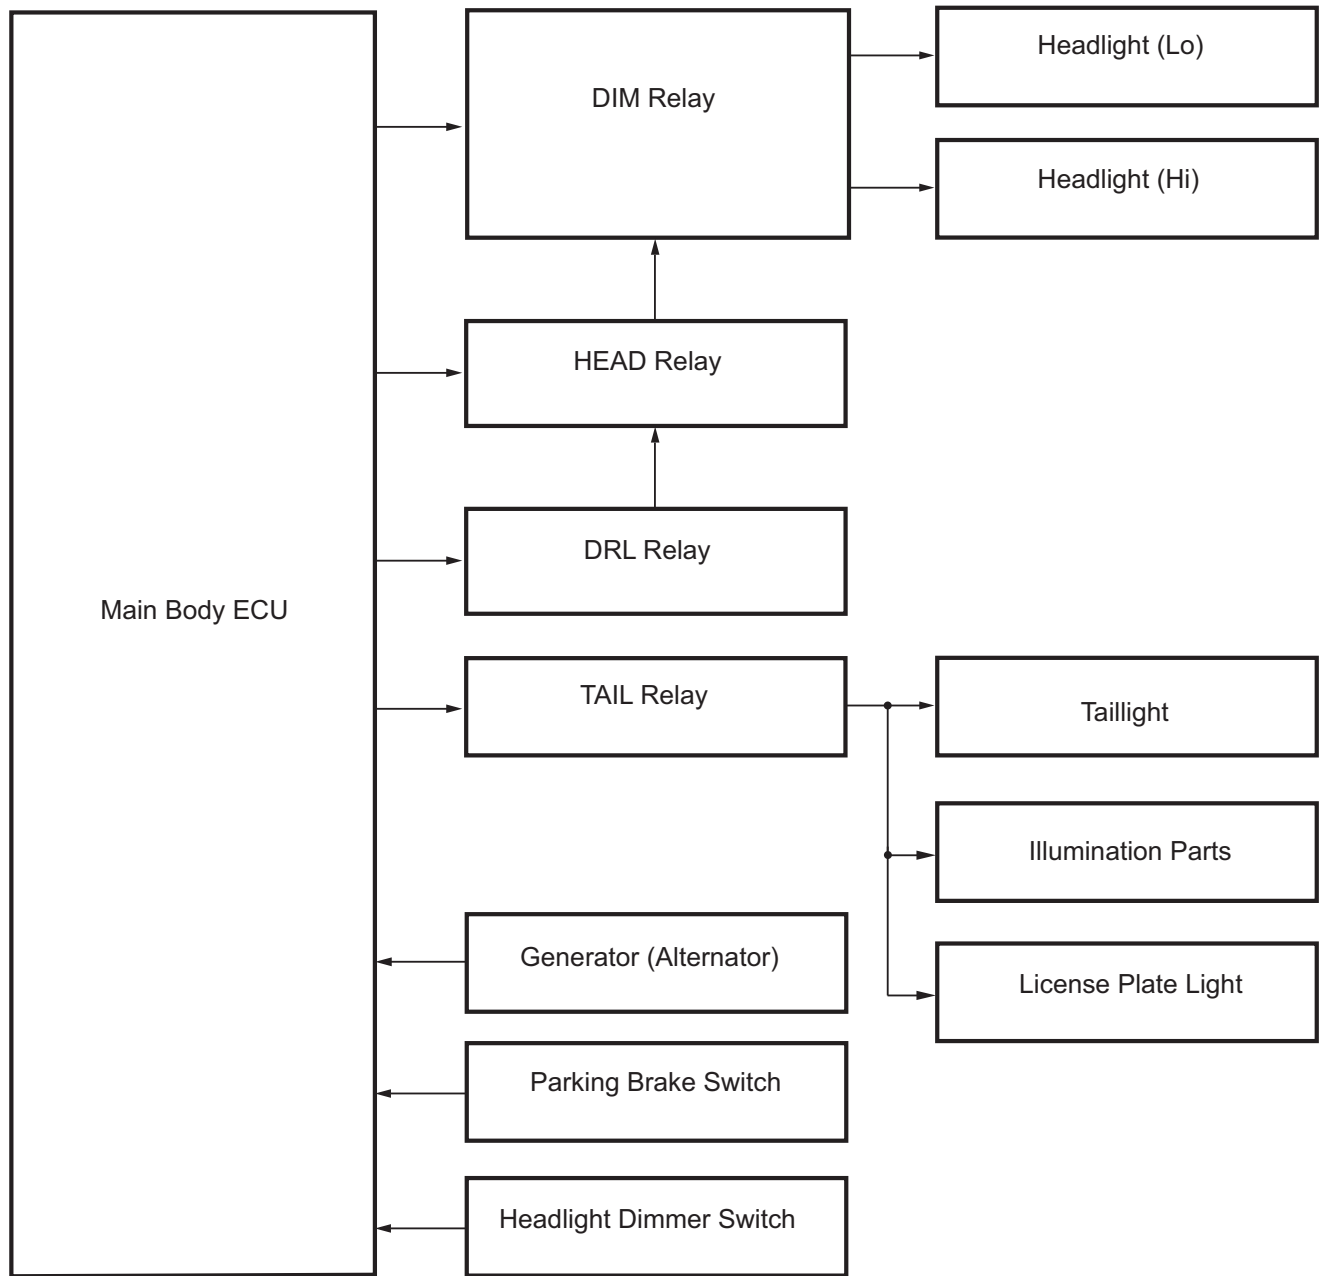 Headlight (Lo)
DIM Relay
Headlight (Hi)
HEAD Relay
DRL Relay
Main Body ECU
TAIL Relay
Taillight
Illumination Parts
Generator (Alternator)
License Plate Light
Parking Brake Switch
Headlight Dimmer Switch